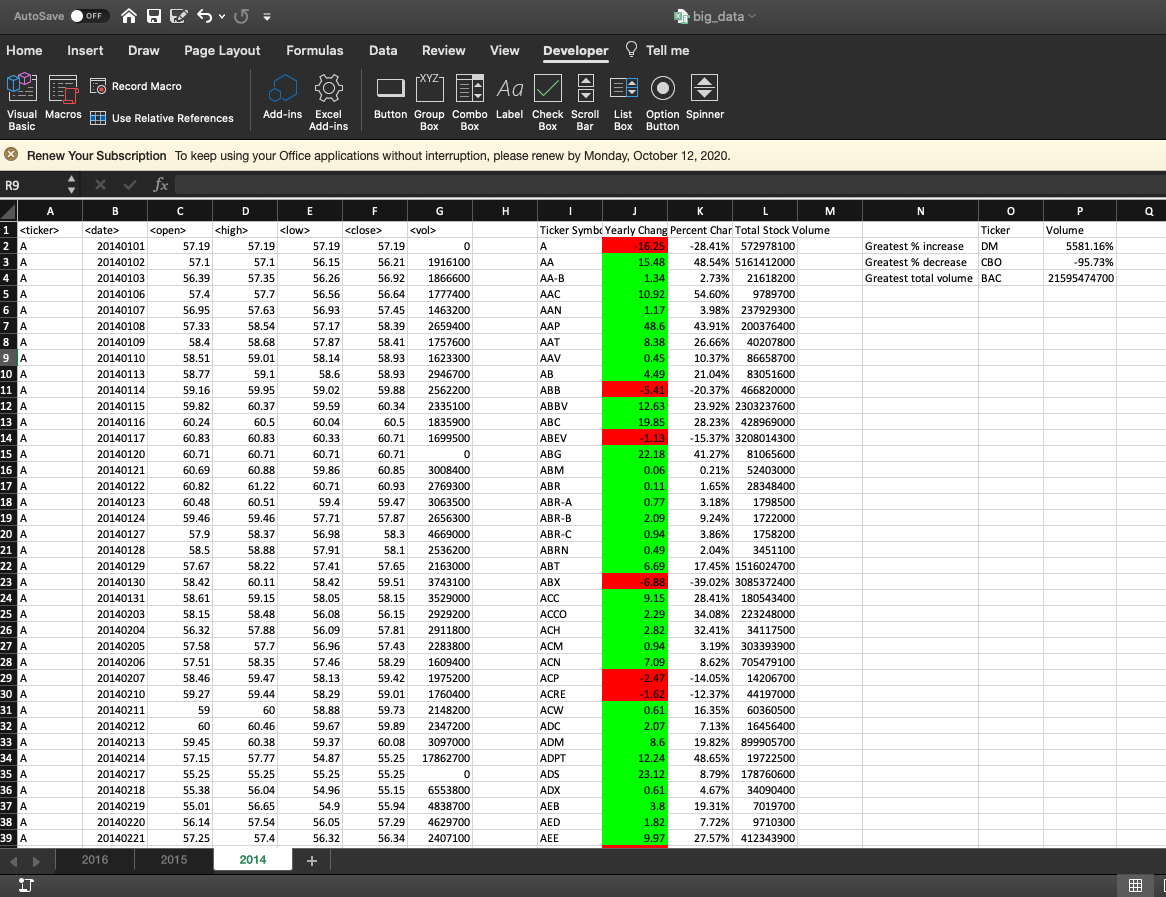 AutoSave OFF big_data
Home Insert Draw Page Layout Formulas Data Review View Developer Tell me
Visual Basic Macros Record Macro Use Relative References Add-ins Excel Add-ins Button XYZ Group Box Combo Box Aa Label Check Box Scroll Bar List Box Option Button Spinner
Renew Your Subscription To keep using your Office applications without interruption, please renew by Monday, October 12, 2020.
R9 fx
A B C D E F G H I J K L M N O P Q
1 <ticker> <date> <open> <high> <low> <close> <vol> Ticker Symbo Yearly Chang Percent Char Total Stock Volume Ticker Volume
2 A 20140101 57.19 57.19 57.19 57.19 0 A -16.25 -28.41% 572978100 Greatest % increase DM 5581.16%
3 A 20140102 57.1 57.1 56.15 56.21 1916100 AA 15.48 48.54% 5161412000 Greatest % decrease CBO -95.73%
4 A 20140103 56.39 57.35 56.26 56.92 1866600 AA-B 1.34 2.73% 21618200 Greatest total volume BAC 21595474700
5 A 20140106 57.4 57.7 56.56 56.64 1777400 AAC 10.92 54.60% 9789700
6 A 20140107 56.95 57.63 56.93 57.45 1463200 AAN 1.17 3.98% 237929300
7 A 20140108 57.33 58.54 57.17 58.39 2659400 AAP 48.6 43.91% 200376400
8 A 20140109 58.4 58.68 57.87 58.41 1757600 AAT 8.38 26.66% 40207800
9 A 20140110 58.51 59.01 58.14 58.93 1623300 AAV 0.45 10.37% 86658700
10 A 20140113 58.77 59.1 58.6 58.93 2946700 AB 4.49 21.04% 83051600
11 A 20140114 59.16 59.95 59.02 59.88 2562200 ABB -5.41 -20.37% 466820000
12 A 20140115 59.82 60.37 59.59 60.34 2335100 ABBV 12.63 23.92% 2303237600
13 A 20140116 60.24 60.5 60.04 60.5 1835900 ABC 19.85 28.23% 428969000
14 A 20140117 60.83 60.83 60.33 60.71 1699500 ABEV -1.13 -15.37% 3208014300
15 A 20140120 60.71 60.71 60.71 60.71 0 ABG 22.18 41.27% 81065600
16 A 20140121 60.69 60.88 59.86 60.85 3008400 ABM 0.06 0.21% 52403000
17 A 20140122 60.82 61.22 60.71 60.93 2769300 ABR 0.11 1.65% 28348400
18 A 20140123 60.48 60.51 59.4 59.47 3063500 ABR-A 0.77 3.18% 1798500
19 A 20140124 59.46 59.46 57.71 57.87 2656300 ABR-B 2.09 9.24% 1722000
20 A 20140127 57.9 58.37 56.98 58.3 4669000 ABR-C 0.94 3.86% 1758200
21 A 20140128 58.5 58.88 57.91 58.1 2536200 ABRN 0.49 2.04% 3451100
22 A 20140129 57.67 58.22 57.41 57.65 2163000 ABT 6.69 17.45% 1516024700
23 A 20140130 58.42 60.11 58.42 59.51 3743100 ABX -6.88 -39.02% 3085372400
24 A 20140131 58.61 59.15 58.05 58.15 3529000 ACC 9.15 28.41% 180543400
25 A 20140203 58.15 58.48 56.08 56.15 2929200 ACCO 2.29 34.08% 223248000
26 A 20140204 56.32 57.88 56.09 57.81 2911800 ACH 2.82 32.41% 34117500
27 A 20140205 57.58 57.7 56.96 57.43 2283800 ACM 0.94 3.19% 303393900
28 A 20140206 57.51 58.35 57.46 58.29 1609400 ACN 7.09 8.62% 705479100
29 A 20140207 58.46 59.47 58.13 59.42 1975200 ACP -2.47 -14.05% 14206700
30 A 20140210 59.27 59.44 58.29 59.01 1760400 ACRE -1.62 -12.37% 44197000
31 A 20140211 59 60 58.88 59.73 2148200 ACW 0.61 16.35% 60360500
32 A 20140212 60 60.46 59.67 59.89 2347200 ADC 2.07 7.13% 16456400
33 A 20140213 59.45 60.38 59.37 60.08 3097000 ADM 8.6 19.82% 899905700
34 A 20140214 57.15 57.77 54.87 55.25 17862700 ADPT 12.24 48.65% 19722500
35 A 20140217 55.25 55.25 55.25 55.25 0 ADS 23.12 8.79% 178760600
36 A 20140218 55.38 56.04 54.96 55.15 6553800 ADX 0.61 4.67% 34090400
37 A 20140219 55.01 56.65 54.9 55.94 4838700 AEB 3.8 19.31% 7019700
38 A 20140220 56.14 57.54 56.05 57.29 4629700 AED 1.82 7.72% 9710300
39 A 20140221 57.25 57.4 56.32 56.34 2407100 AEE 9.97 27.57% 412343900
2016 2015 2014 +